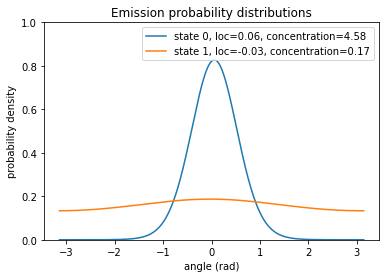 Emission probability distributions
state 0, loc=0.06, concentration=4.58
state 1, loc=-0.03, concentration=0.17
probability density
1.0
0.8
0.6
0.4
0.2
0.0
−3 −2 −1 0 1 2 3
angle (rad)